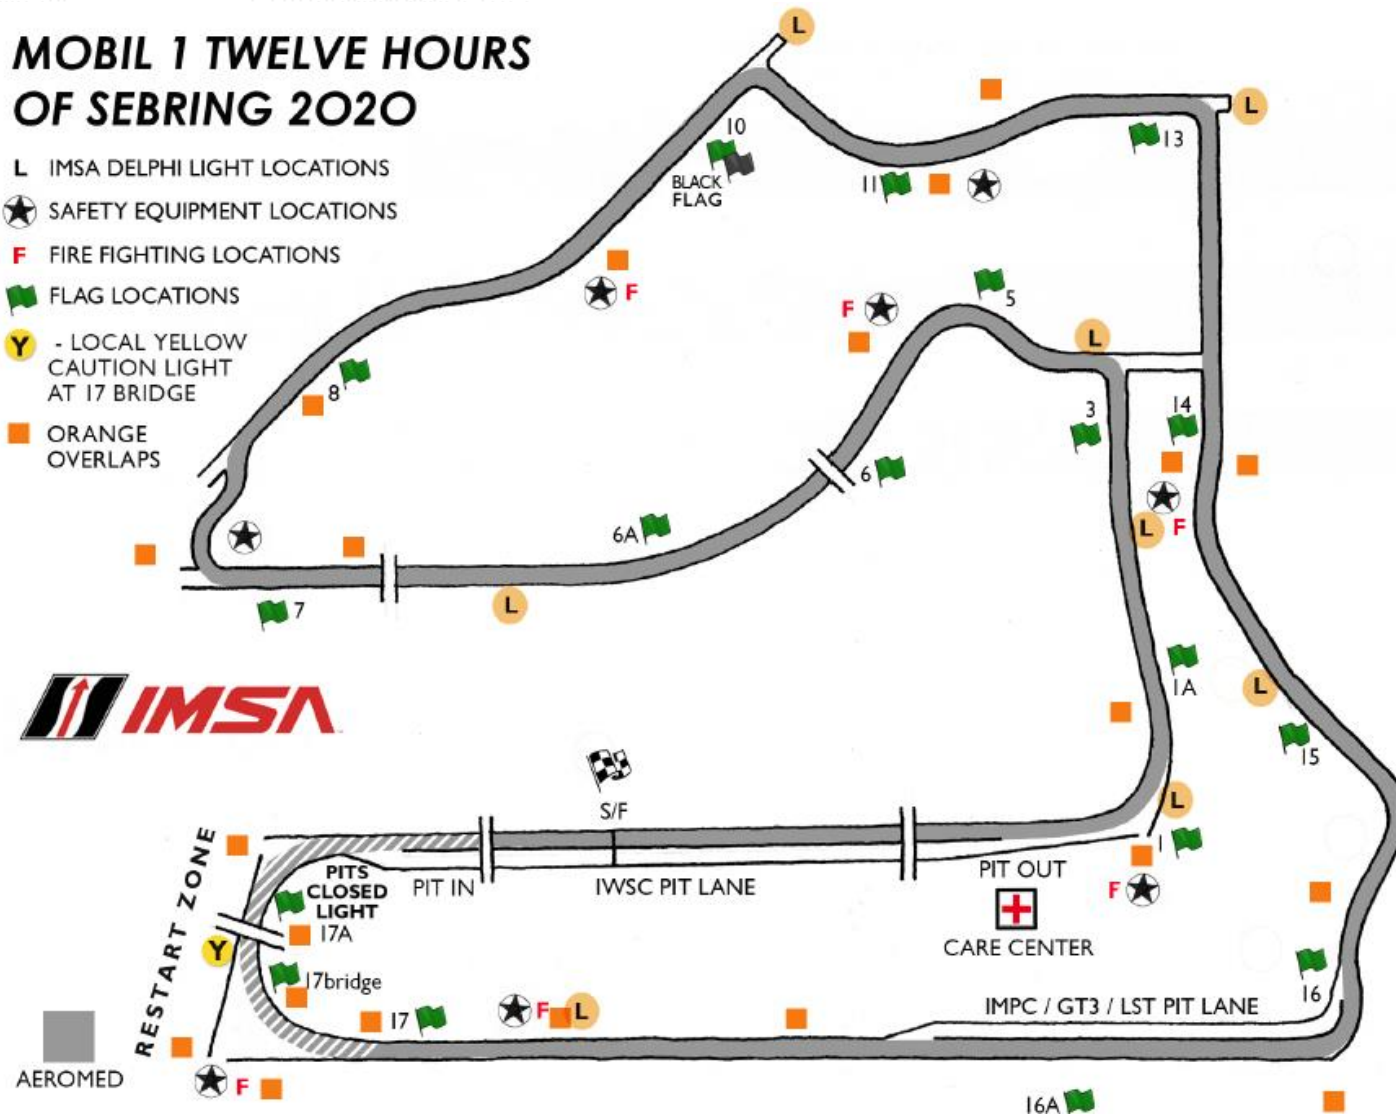 MOBIL 1 TWELVE HOURS
OF SEBRING 2020
L IMSA DELPHI LIGHT LOCATIONS
SAFETY EQUIPMENT LOCATIONS
F FIRE FIGHTING LOCATIONS
FLAG LOCATIONS
Y - LOCAL YELLOW
CAUTION LIGHT
AT 17 BRIDGE
ORANGE
OVERLAPS
L
L
10
BLACK
FLAG
11
13
F
F
5
L
8
3
14
6
6A
L
F
7
L
1A
L
15
IMSA
S/F
L
1
RESTART ZONE
PITS
CLOSED
LIGHT
PIT IN
IWSC PIT LANE
PIT OUT
F
CARE CENTER
17A
Y
17bridge
17
F
L
16
IMPC / GT3 / LST PIT LANE
AEROMED
F
16A